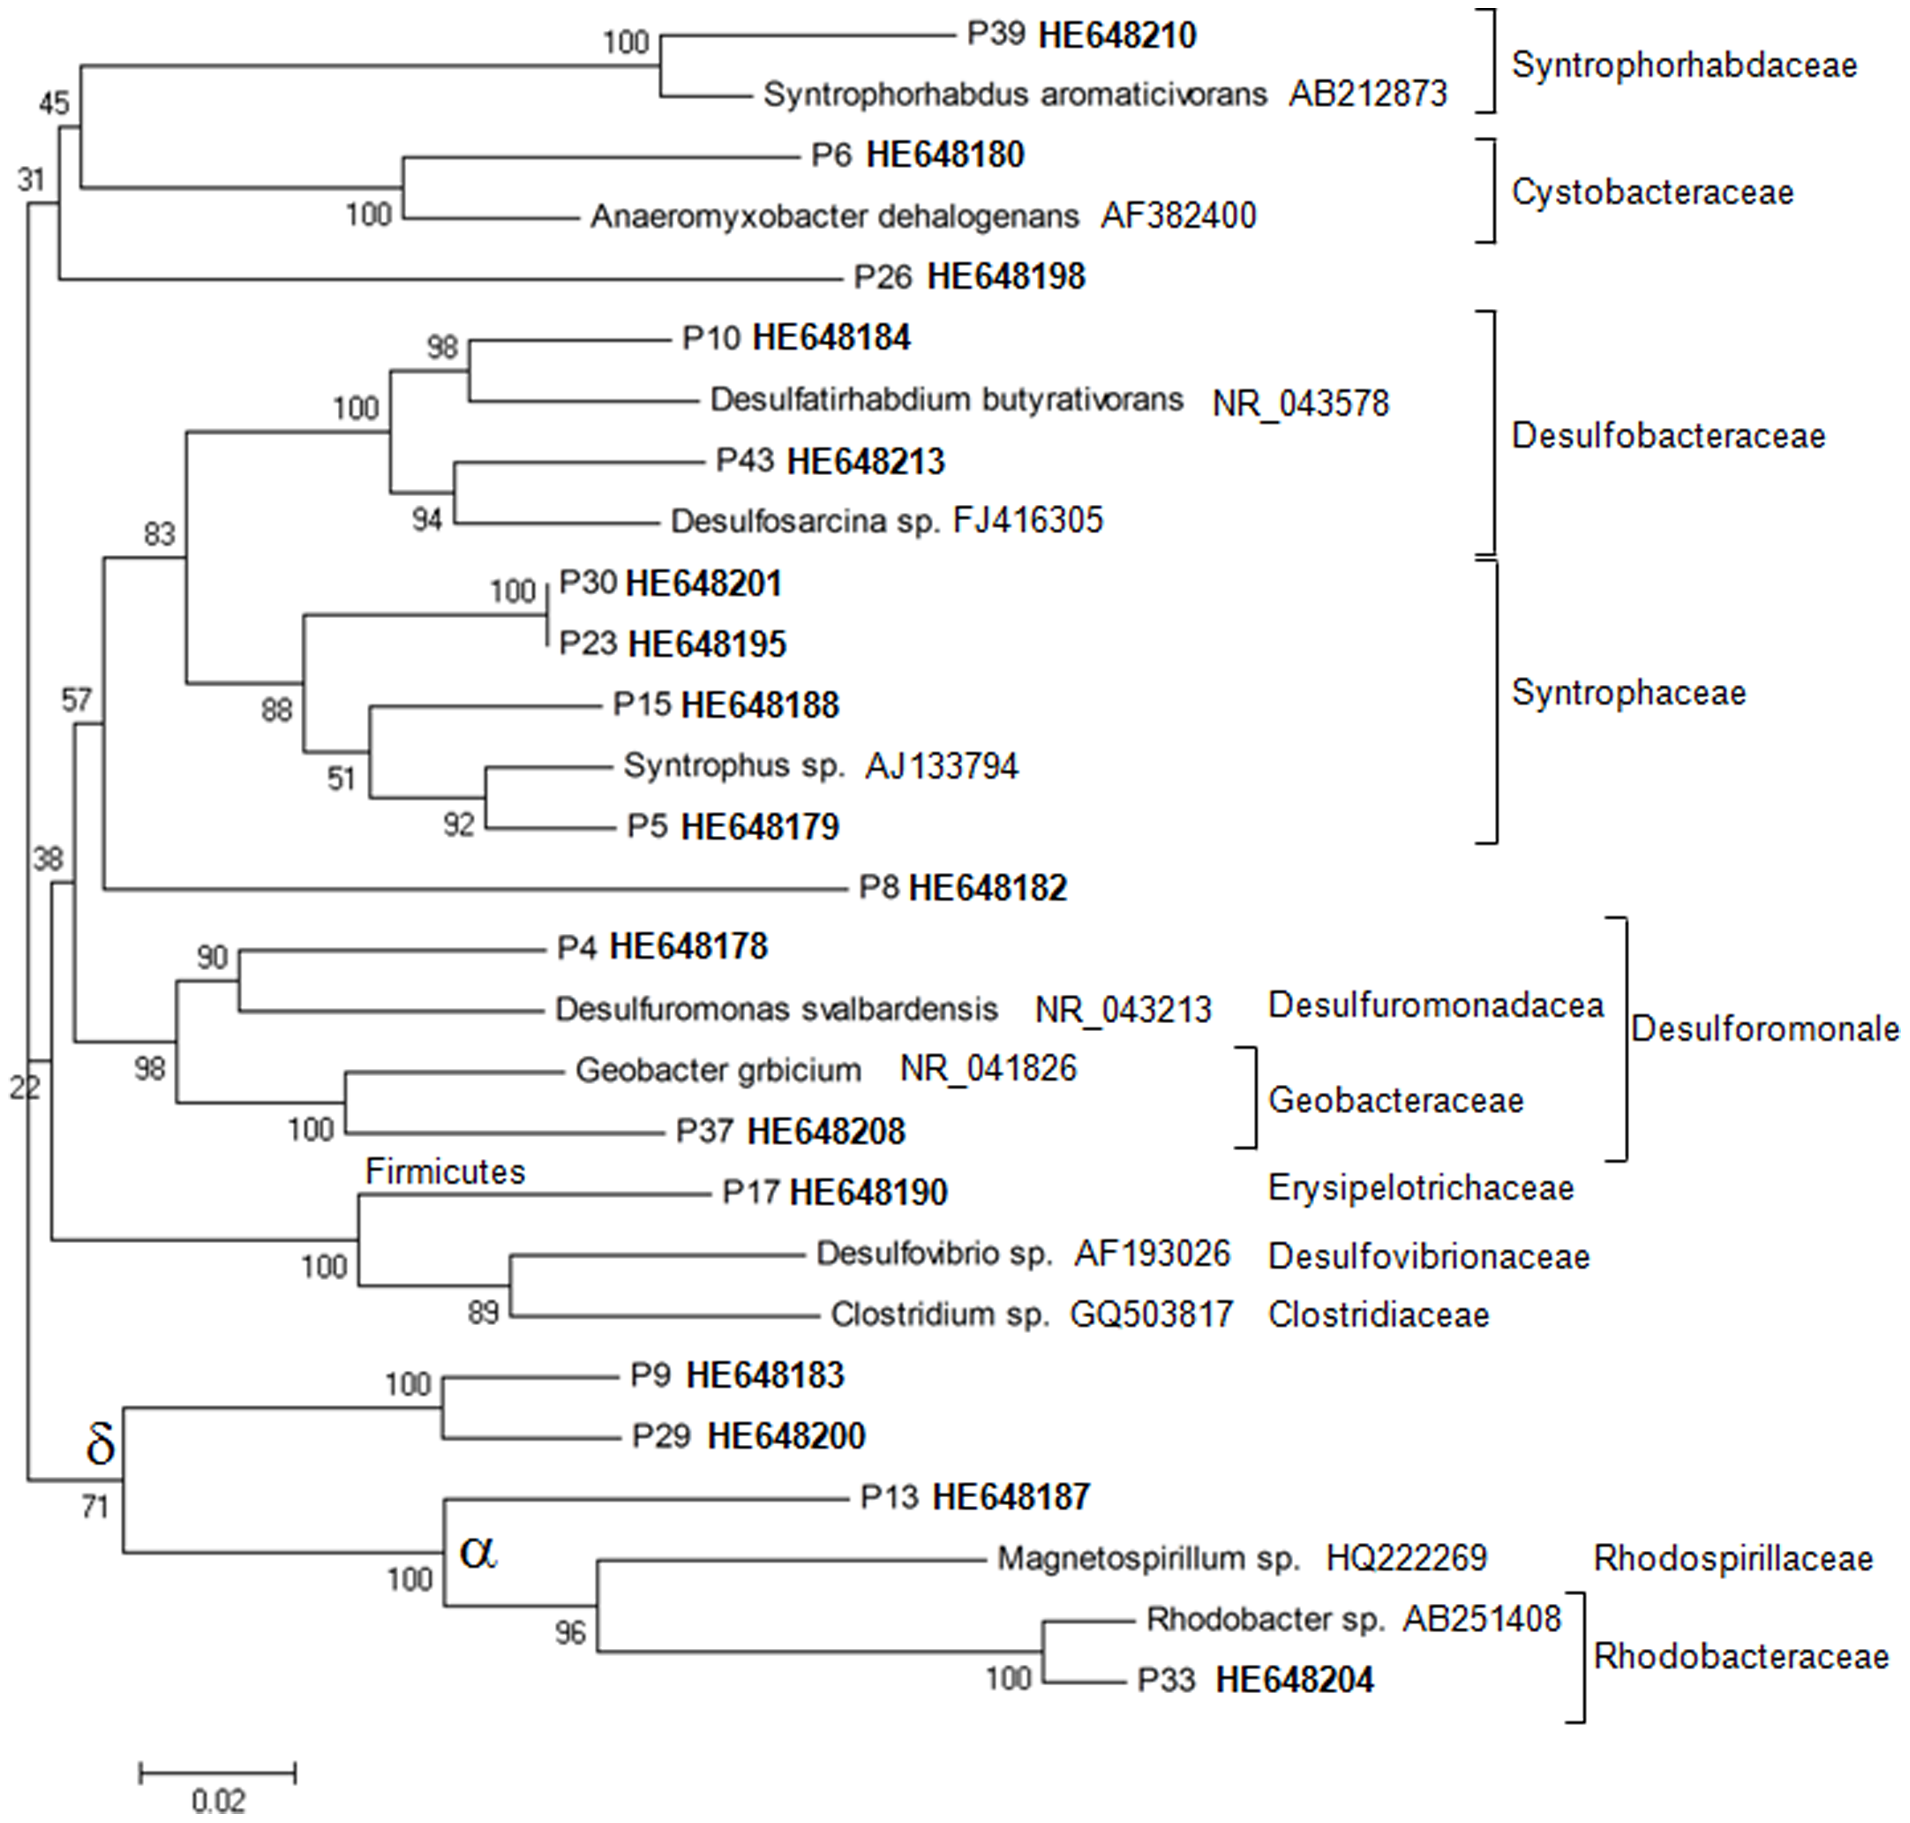 100
P39 HE648210
Syntrophorhabdus aromaticivorans AB212873
Syntrophorhabdaceae
45
P6 HE648180
100
Anaeromyxobacter dehalogenans AF382400
Cystobacteraceae
31
P26 HE648198
98
P10 HE648184
Desulfatirhabdium butyrativorans NR_043578
100
P43 HE648213
94
Desulfosarcina sp. FJ416305
Desulfobacteraceae
83
100
P30 HE648201
P23 HE648195
88
P15 HE648188
51
Syntrophus sp. AJ133794
92
P5 HE648179
Syntrophaceae
57
P8 HE648182
38
90
P4 HE648178
Desulfuromonas svalbardensis NR_043213 Desulfuromonadacea
98
Geobacter grbicium NR_041826
100
P37 HE648208
Geobacteraceae
Desulforomonale
22
Firmicutes
P17 HE648190 Erysipelotrichaceae
100
Desulfovibrio sp. AF193026 Desulfovibrionaceae
89
Clostridium sp. GQ503817 Clostridiaceae
100
P9 HE648183
P29 HE648200
δ
71
P13 HE648187
α
100
Magnetospirillum sp. HQ222269 Rhodospirillaceae
96
Rhodobacter sp. AB251408
100
P33 HE648204
Rhodobacteraceae
0.02